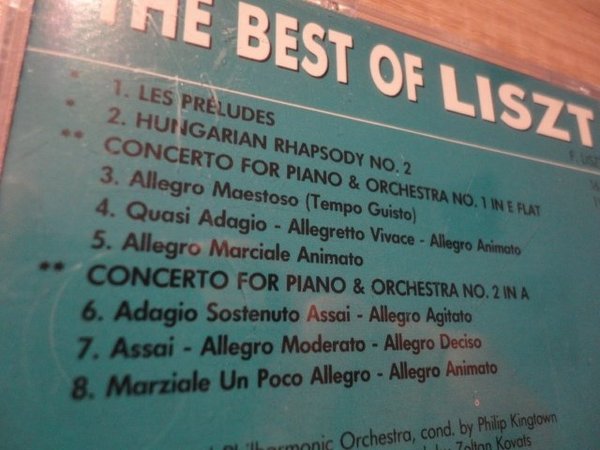 THE BEST OF LISZT
* 1. LES PRÉLUDES
* 2. HUNGARIAN RHAPSODY NO. 2
** CONCERTO FOR PIANO & ORCHESTRA NO. 1 IN E FLAT
3. Allegro Maestoso (Tempo Guisto)
4. Quasi Adagio - Allegretto Vivace - Allegro Animato
5. Allegro Marciale Animato
** CONCERTO FOR PIANO & ORCHESTRA NO. 2 IN A
6. Adagio Sostenuto Assai - Allegro Agitato
7. Assai - Allegro Moderato - Allegro Deciso
8. Marziale Un Poco Allegro - Allegro Animato
Philharmonic Orchestra, cond. by Philip Kingtown
by Zoltan Kovats